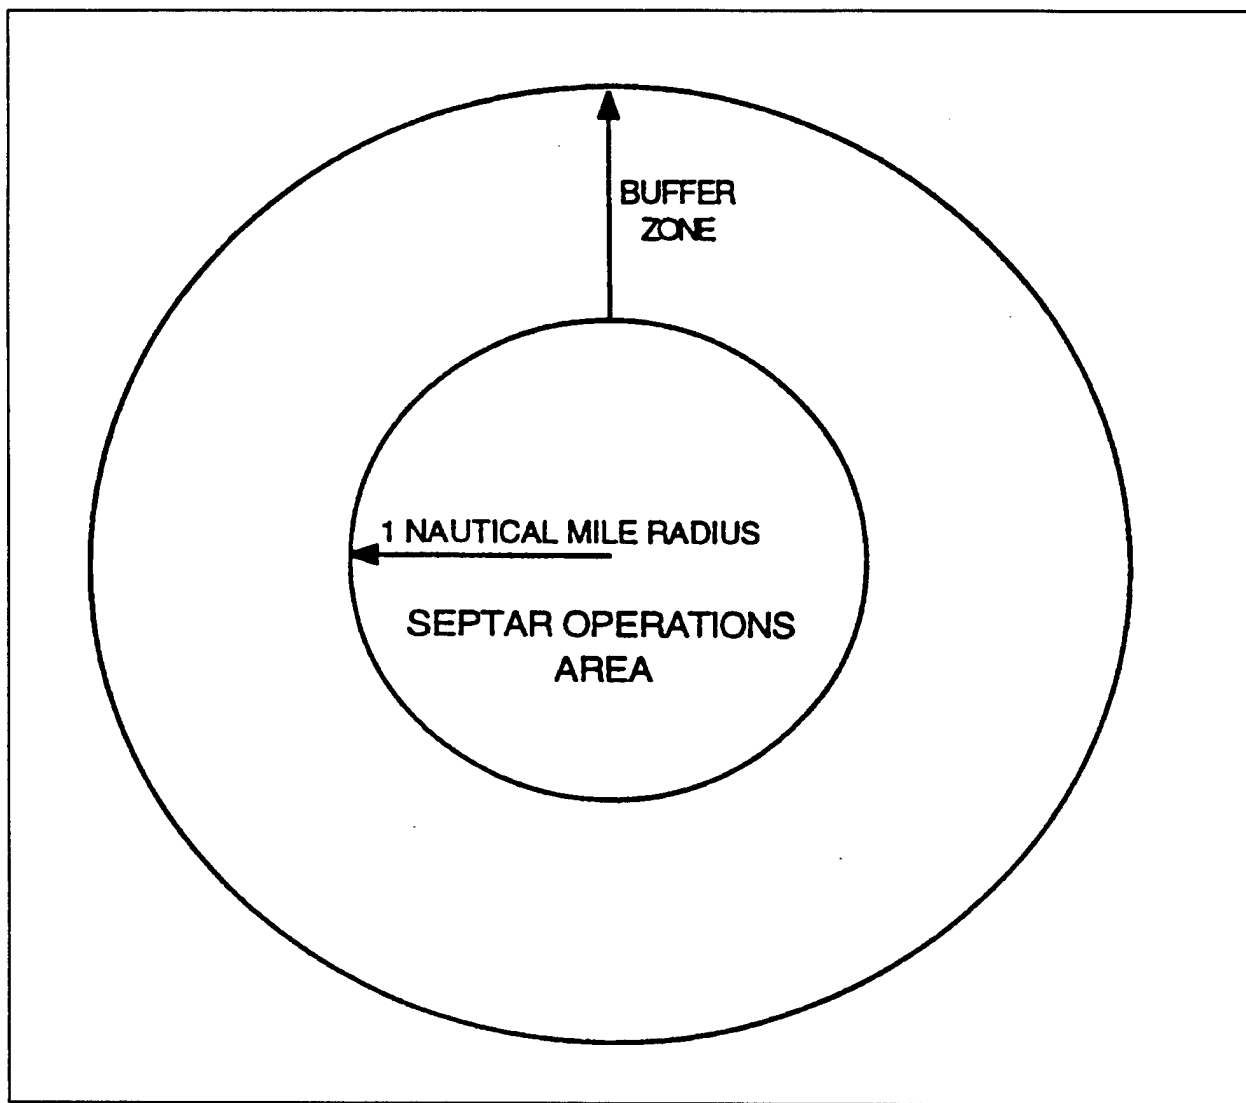 BUFFER
ZONE
1 NAUTICAL MILE RADIUS
SEPTAR OPERATIONS
AREA